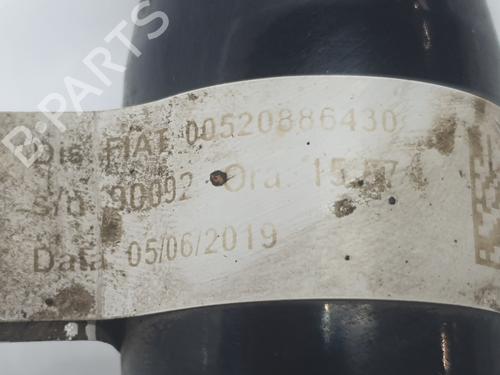 B-PARTS
Dis. FIAT 00520886430
S/n 90092 Ora 15:07
Data 05/06/2019